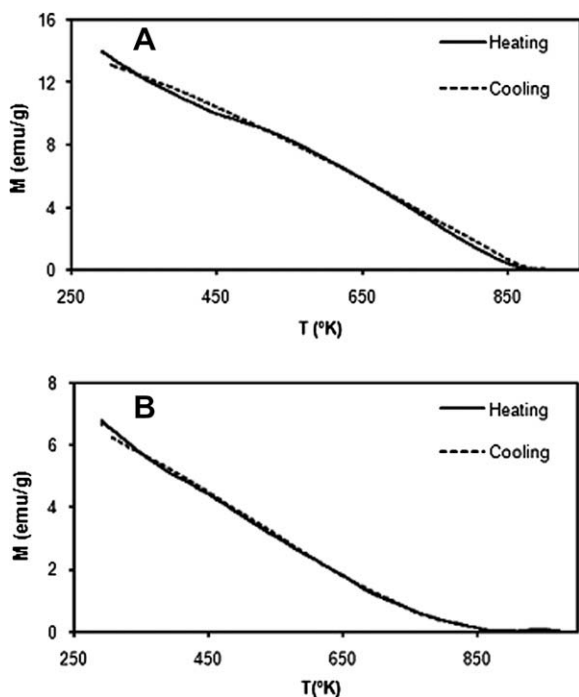 16
A
Heating
12
Cooling
M (emu/g)
8
4
0
250 450 650 850
T (ºK)
8
B
Heating
6
Cooling
M (emu/g)
4
2
0
250 450 650 850
T(ºK)